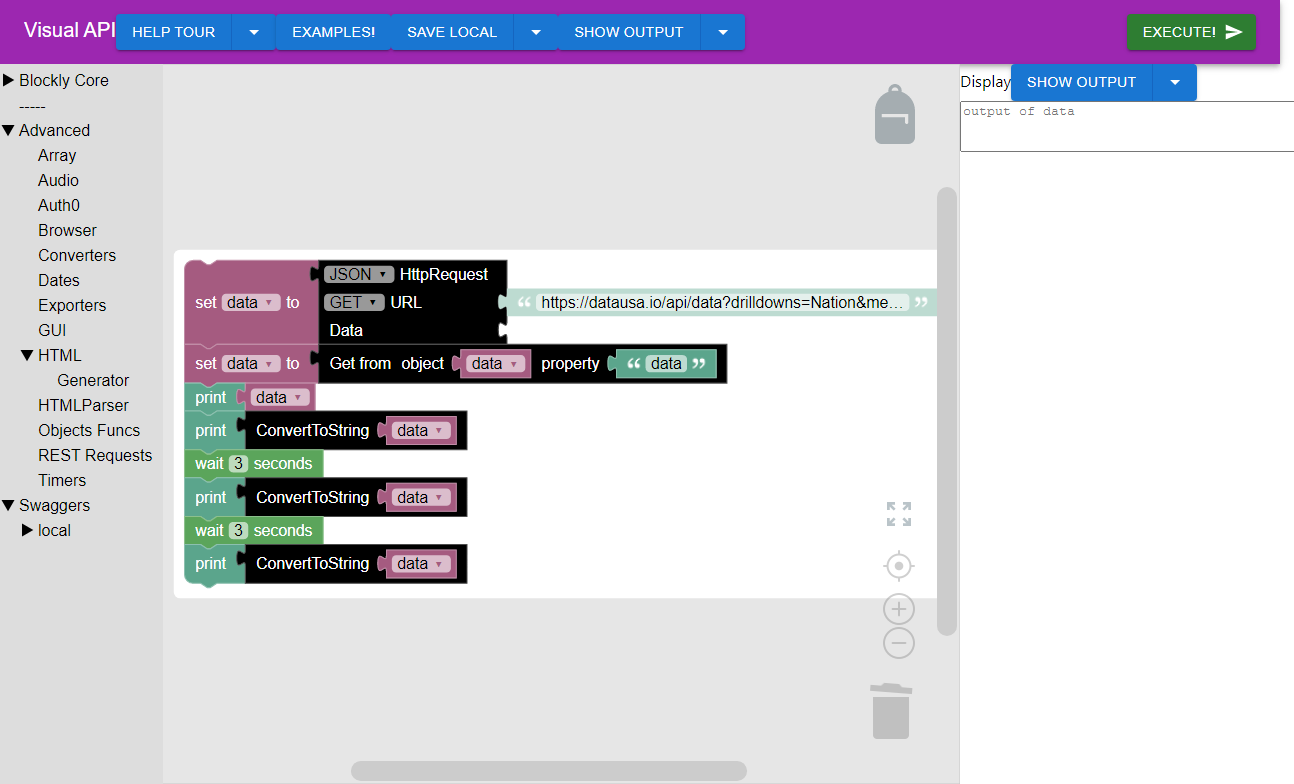 Visual API HELP TOUR EXAMPLES! SAVE LOCAL SHOW OUTPUT EXECUTE!
Blockly Core
-----
Advanced
Array
Audio
Auth0
Browser
Converters
Dates
Exporters
GUI
HTML
Generator
HTMLParser
Objects Funcs
REST Requests
Timers
Swaggers
local
set data to JSON HttpRequest
GET URL “ https://datausa.io/api/data?drilldowns=Nation&me… ”
Data
set data to Get from object data property “ data ”
print data
print ConvertToString data
wait 3 seconds
print ConvertToString data
wait 3 seconds
print ConvertToString data
Display SHOW OUTPUT
output of data